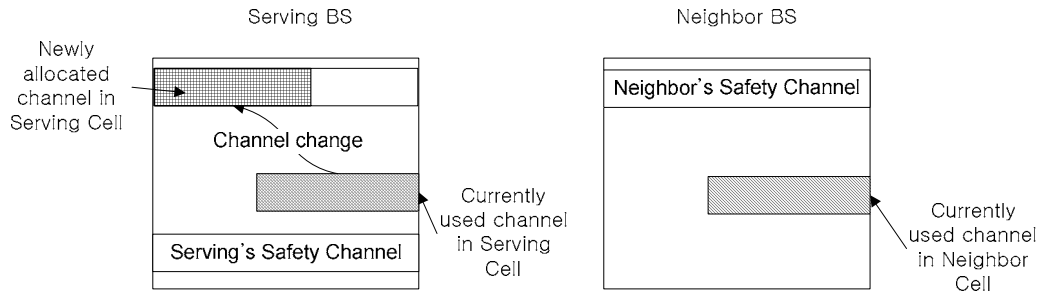 Serving BS
Neighbor BS
Newly
allocated
channel in
Serving Cell
Channel change
Serving's Safety Channel
Currently
used channel
in Serving
Cell
Neighbor's Safety Channel
Currently
used channel
in Neighbor
Cell